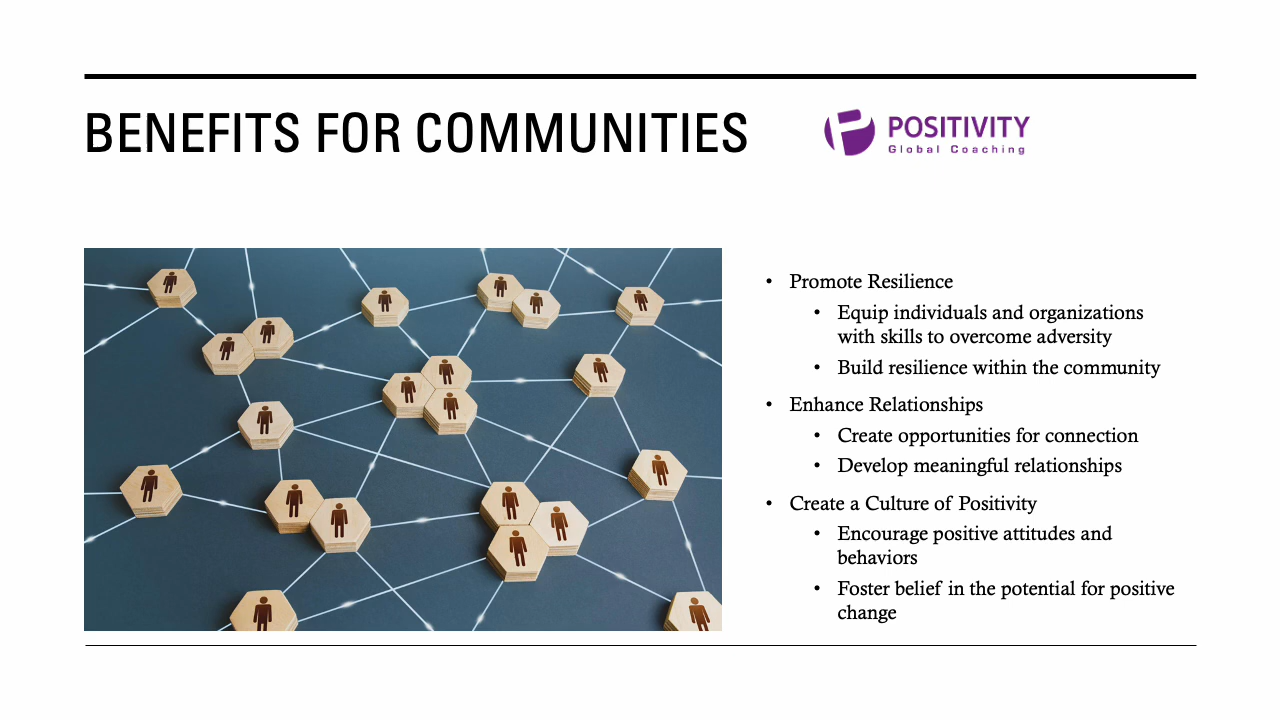 BENEFITS FOR COMMUNITIES
POSITIVITY
Global Coaching
• Promote Resilience
• Equip individuals and organizations
with skills to overcome adversity
• Build resilience within the community
• Enhance Relationships
• Create opportunities for connection
• Develop meaningful relationships
• Create a Culture of Positivity
• Encourage positive attitudes and
behaviors
• Foster belief in the potential for positive
change